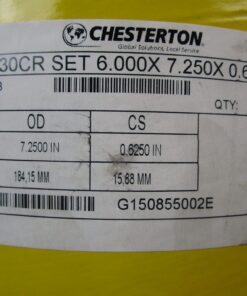 CHESTERTON
Global Solutions, Local Service.
30CR SET 6.000X 7.250X 0.6
QTY:
OD CS
7.2500 IN 0.6250 IN
184,15 MM 15,88 MM
G150855002E